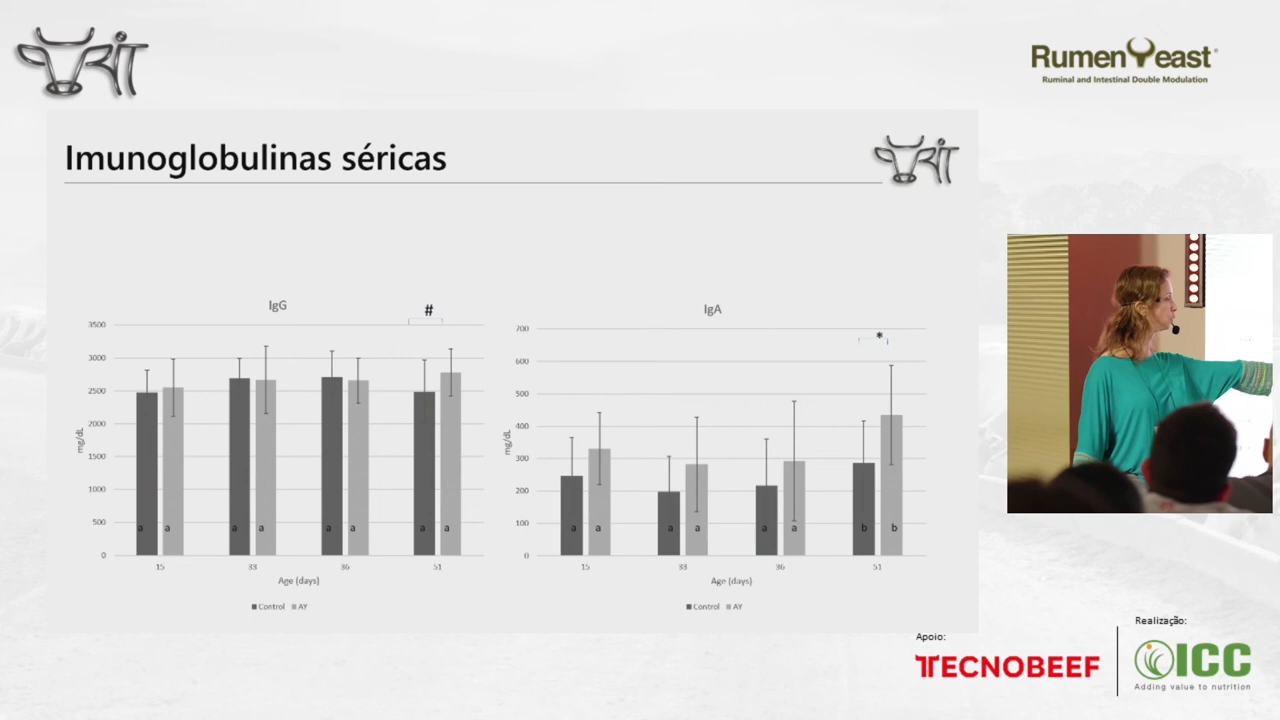 RIT
RumenYeast
Ruminal and Intestinal Double Modulation
Imunoglobulinas séricas
RIT
IgG
#
3500
3000
2500
2000
1500
1000
500
0
mg/dL
a a a a a a a a
15 33 36 51
Age (days)
Control AY
IgA
*
700
600
500
400
300
200
100
0
mg/dL
a a a a a a b b
15 33 36 51
Age (days)
Control AY
Apoio:
TECNOBEEF
Realização:
ICC
Adding value to nutrition